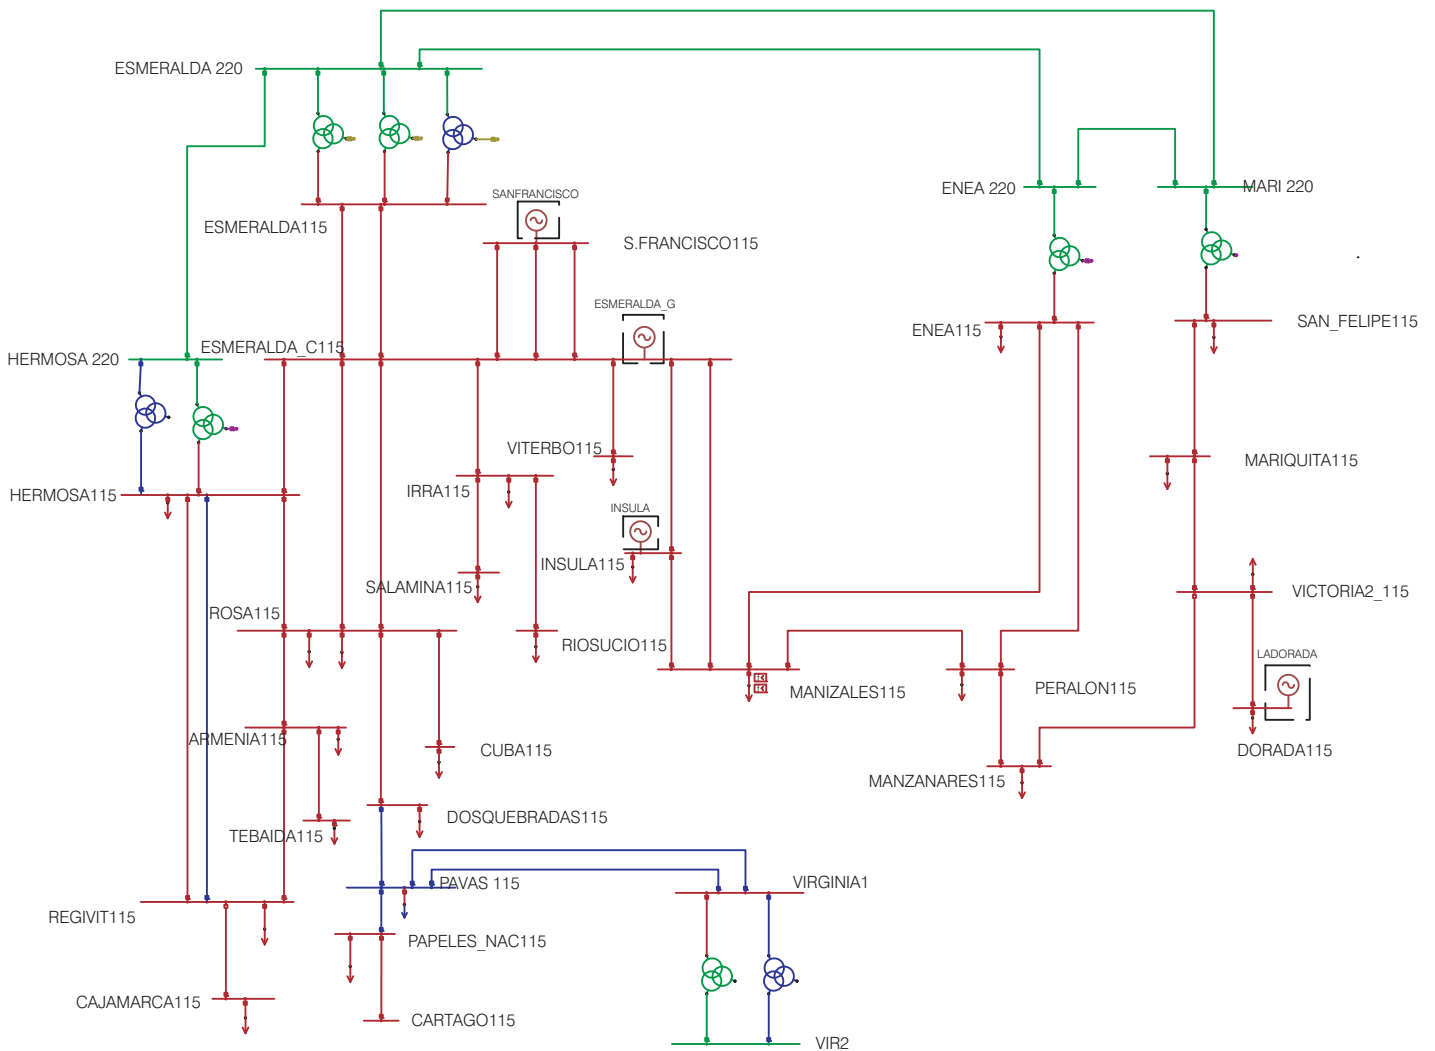 ESMERALDA 220
ENEA 220
MARI 220
SANFRANCISCO
ESMERALDA115
S.FRANCISCO115
ESMERALDA_G
ENEA115
SAN_FELIPE115
HERMOSA 220
ESMERALDA_C115
VITERBO115
MARIQUITA115
IRRA115
HERMOSA115
INSULA
INSULA115
SALAMINA115
VICTORIA2_115
ROSA115
RIOSUCIO115
LADORADA
MANIZALES115
PERALON115
ARMENIA115
CUBA115
DORADA115
MANZANARES115
DOSQUEBRADAS115
TEBAIDA115
PAVAS 115
VIRGINIA1
REGIVIT115
PAPELES_NAC115
CAJAMARCA115
CARTAGO115
VIR2